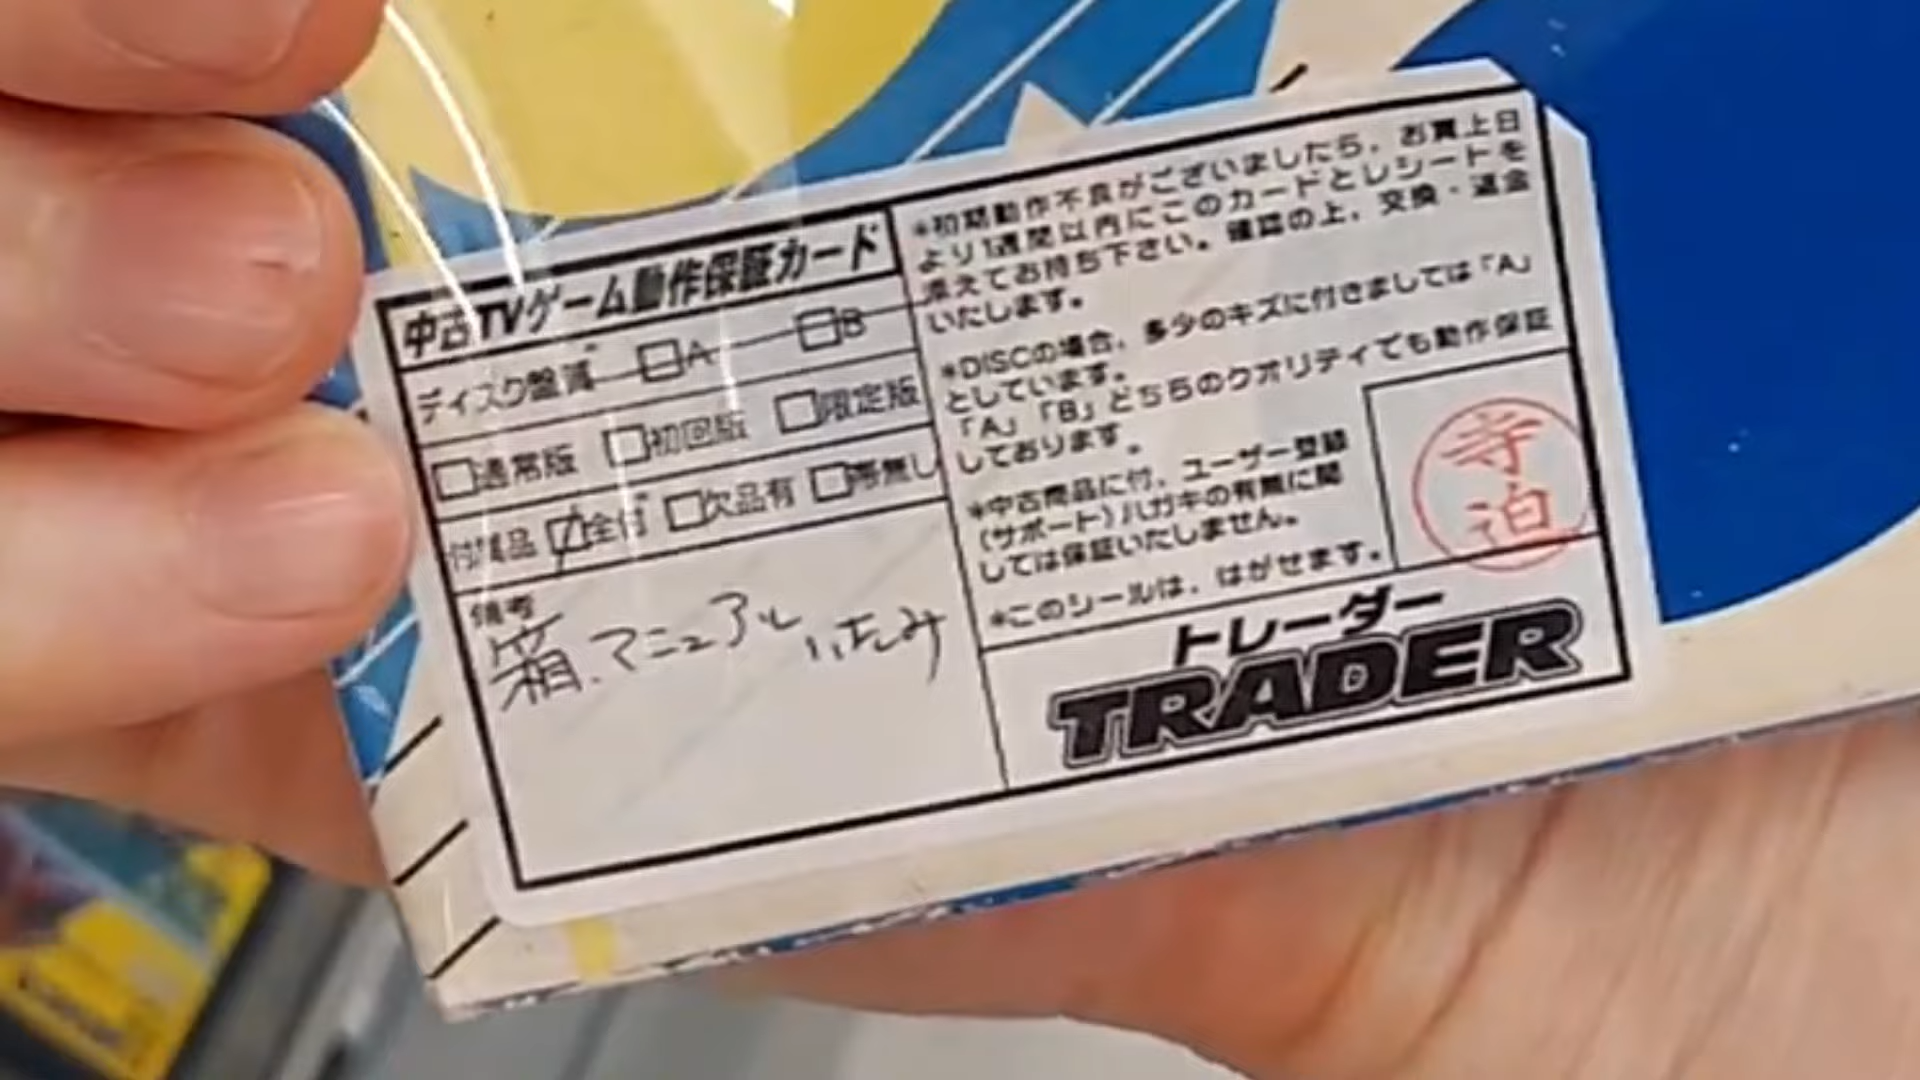 中古TVゲーム動作保証カード
ディスク盤質 □A □B
□通常版 □初回版 □限定版
付属品 ☑全付 □欠品有 □帯無し
備考
箱、マニュアル いたみ
*初期動作不良がございましたら、お買上日
より1週間以内にこのカードとレシートを
添えてお持ち下さい。確認の上、交換・返金
いたします。
*DISCの場合、多少のキズに付きましては「A」
としています。
「A」「B」どちらのクオリティでも動作保証
しております。
*中古商品に付、ユーザー登録
(サポート)ハガキの有無に関
しては保証いたしません。
*このシールは、はがせます。
寺
泊
トレーダー
TRADER